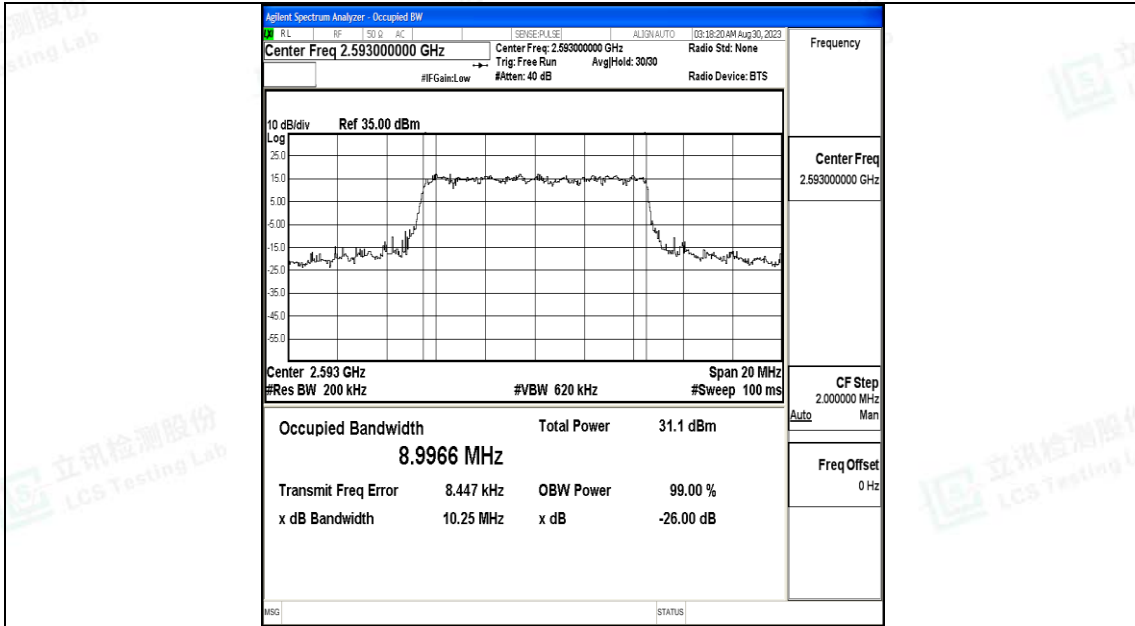 Agilent Spectrum Analyzer - Occupied BW
RL RF 50 Ω AC SENSE:PULSE ALIGN AUTO 03:18:20 AM Aug 30, 2023
Center Freq 2.593000000 GHz
Center Freq: 2.593000000 GHz
Radio Std: None
Trig: Free Run Avg|Hold: 30/30
#IFGain:Low
#Atten: 40 dB
Radio Device: BTS
Frequency
10 dB/div Ref 35.00 dBm
Log
25.0
15.0
5.00
-5.00
-15.0
-25.0
-35.0
-45.0
-55.0
Center 2.593 GHz Span 20 MHz
#Res BW 200 kHz #VBW 620 kHz #Sweep 100 ms
Occupied Bandwidth Total Power 31.1 dBm
8.9966 MHz
Transmit Freq Error 8.447 kHz OBW Power 99.00 %
x dB Bandwidth 10.25 MHz x dB -26.00 dB
Center Freq
2.593000000 GHz
CF Step
2.000000 MHz
Auto Man
Freq Offset
0 Hz
MSG STATUS
立讯检测股份
LCS Testing Lab